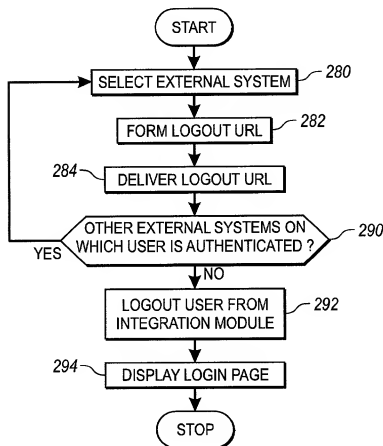 START
SELECT EXTERNAL SYSTEM
280
FORM LOGOUT URL
282
284
DELIVER LOGOUT URL
OTHER EXTERNAL SYSTEMS ON
WHICH USER IS AUTHENTICATED ?
290
YES
NO
LOGOUT USER FROM
INTEGRATION MODULE
292
294
DISPLAY LOGIN PAGE
STOP